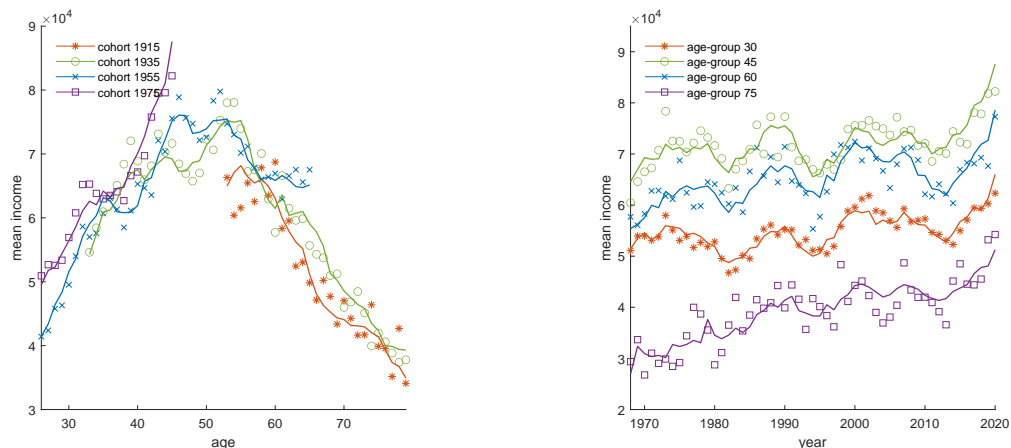 ×10⁴
9
8
7
6
5
4
3
mean income
30
40
50
60
70
age
cohort 1915
cohort 1935
cohort 1955
cohort 1975
×10⁴
9
8
7
6
5
4
3
2
mean income
1970
1980
1990
2000
2010
2020
year
age-group 30
age-group 45
age-group 60
age-group 75